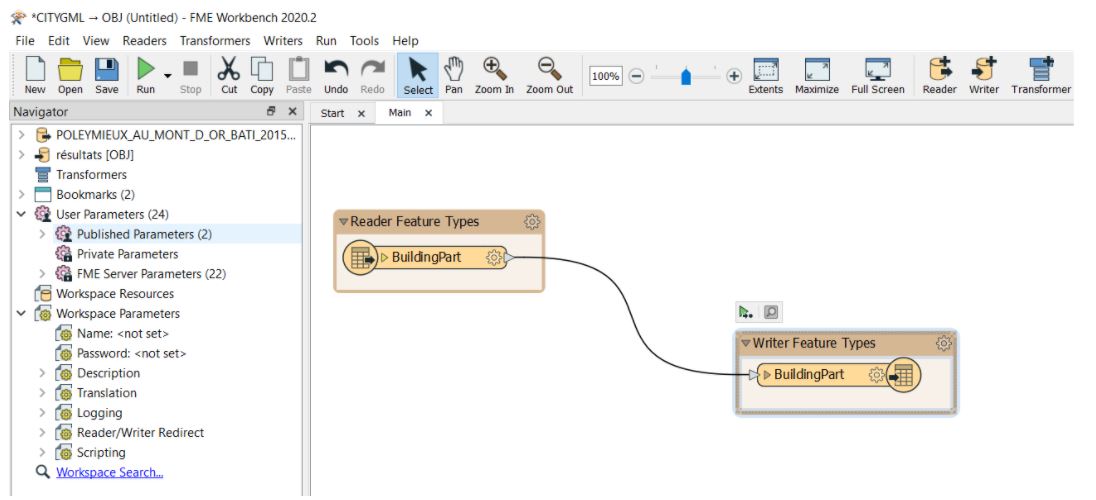 *CITYGML → OBJ (Untitled) - FME Workbench 2020.2
File Edit View Readers Transformers Writers Run Tools Help
100%
New Open Save Run Stop Cut Copy Paste Undo Redo Select Pan Zoom In Zoom Out Extents Maximize Full Screen Reader Writer Transformer
Navigator
Start Main
POLEYMIEUX_AU_MONT_D_OR_BATI_2015...
résultats [OBJ]
Transformers
Bookmarks (2)
User Parameters (24)
Published Parameters (2)
Private Parameters
FME Server Parameters (22)
Workspace Resources
Workspace Parameters
Name: <not set>
Password: <not set>
Description
Translation
Logging
Reader/Writer Redirect
Scripting
Workspace Search...
Reader Feature Types
BuildingPart
Writer Feature Types
BuildingPart